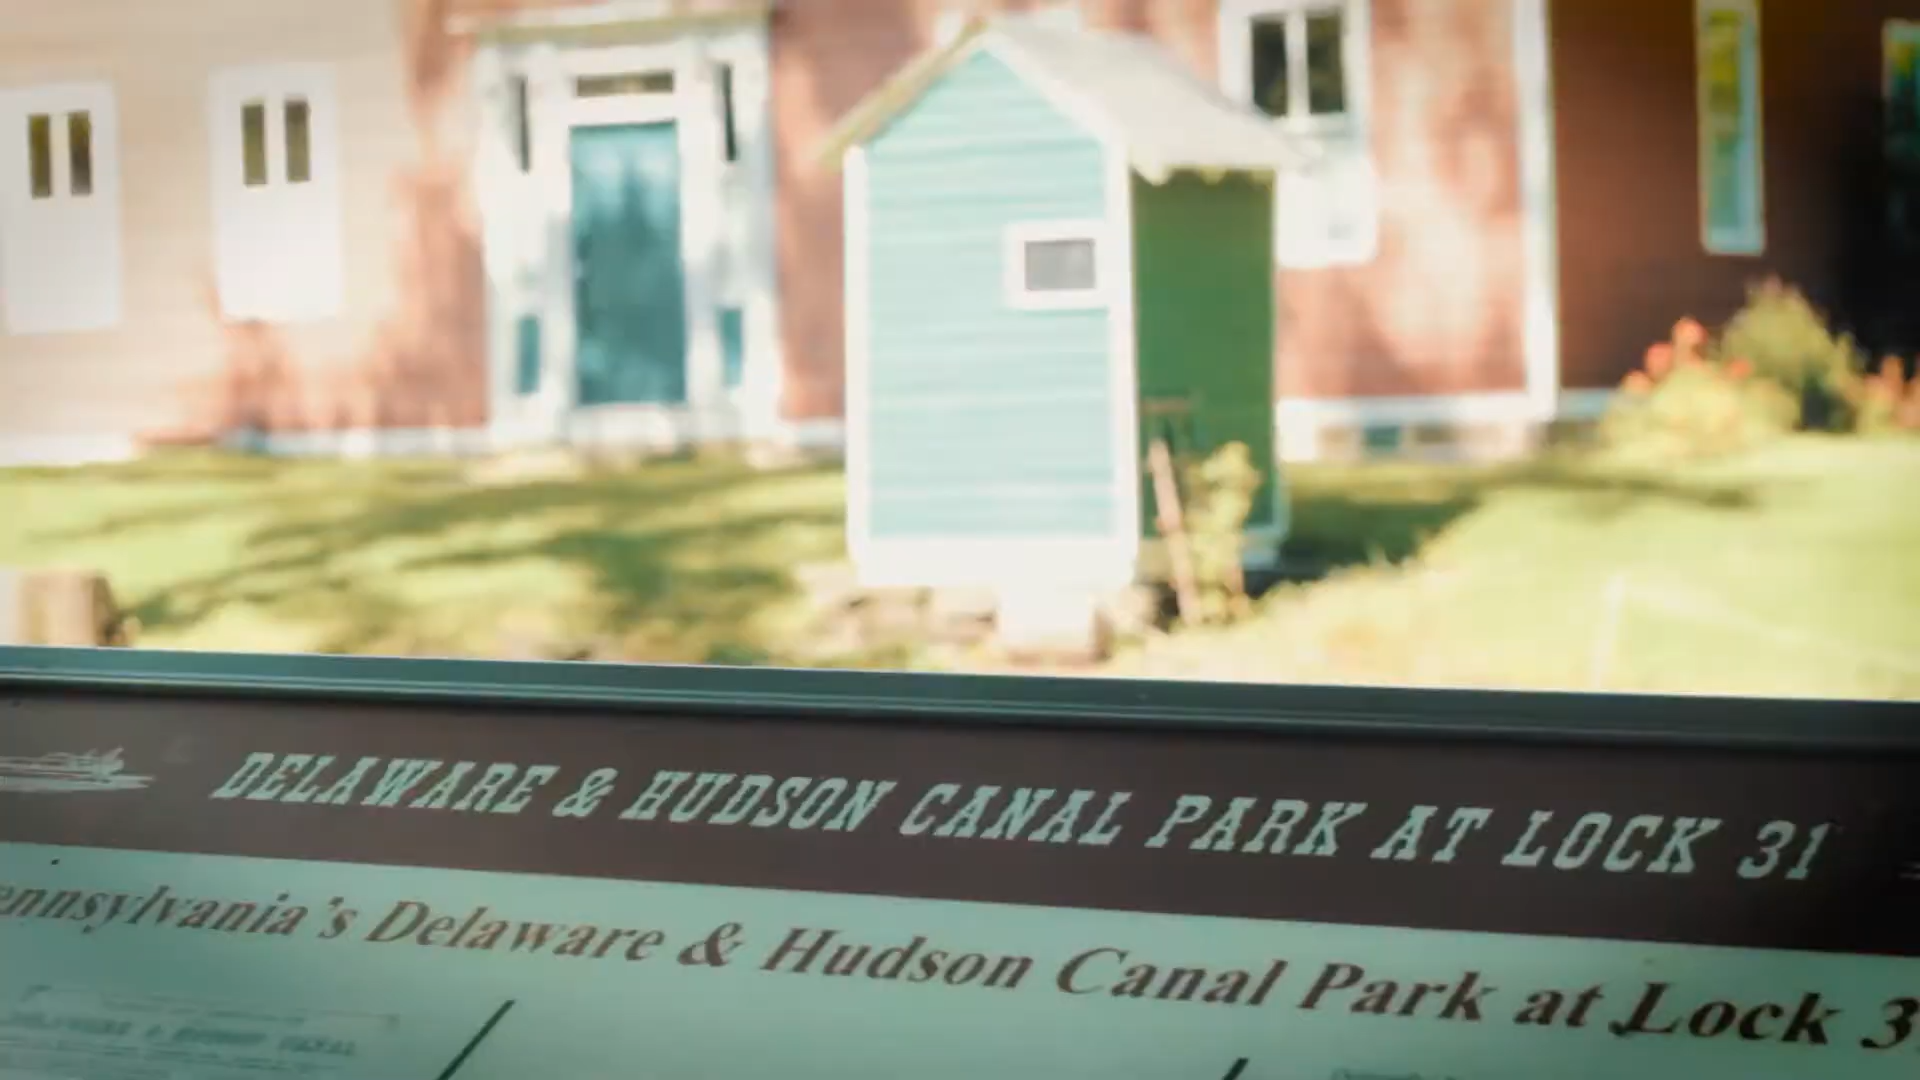 DELAWARE & HUDSON CANAL PARK AT LOCK 31
ennsylvania's Delaware & Hudson Canal Park at Lock 3